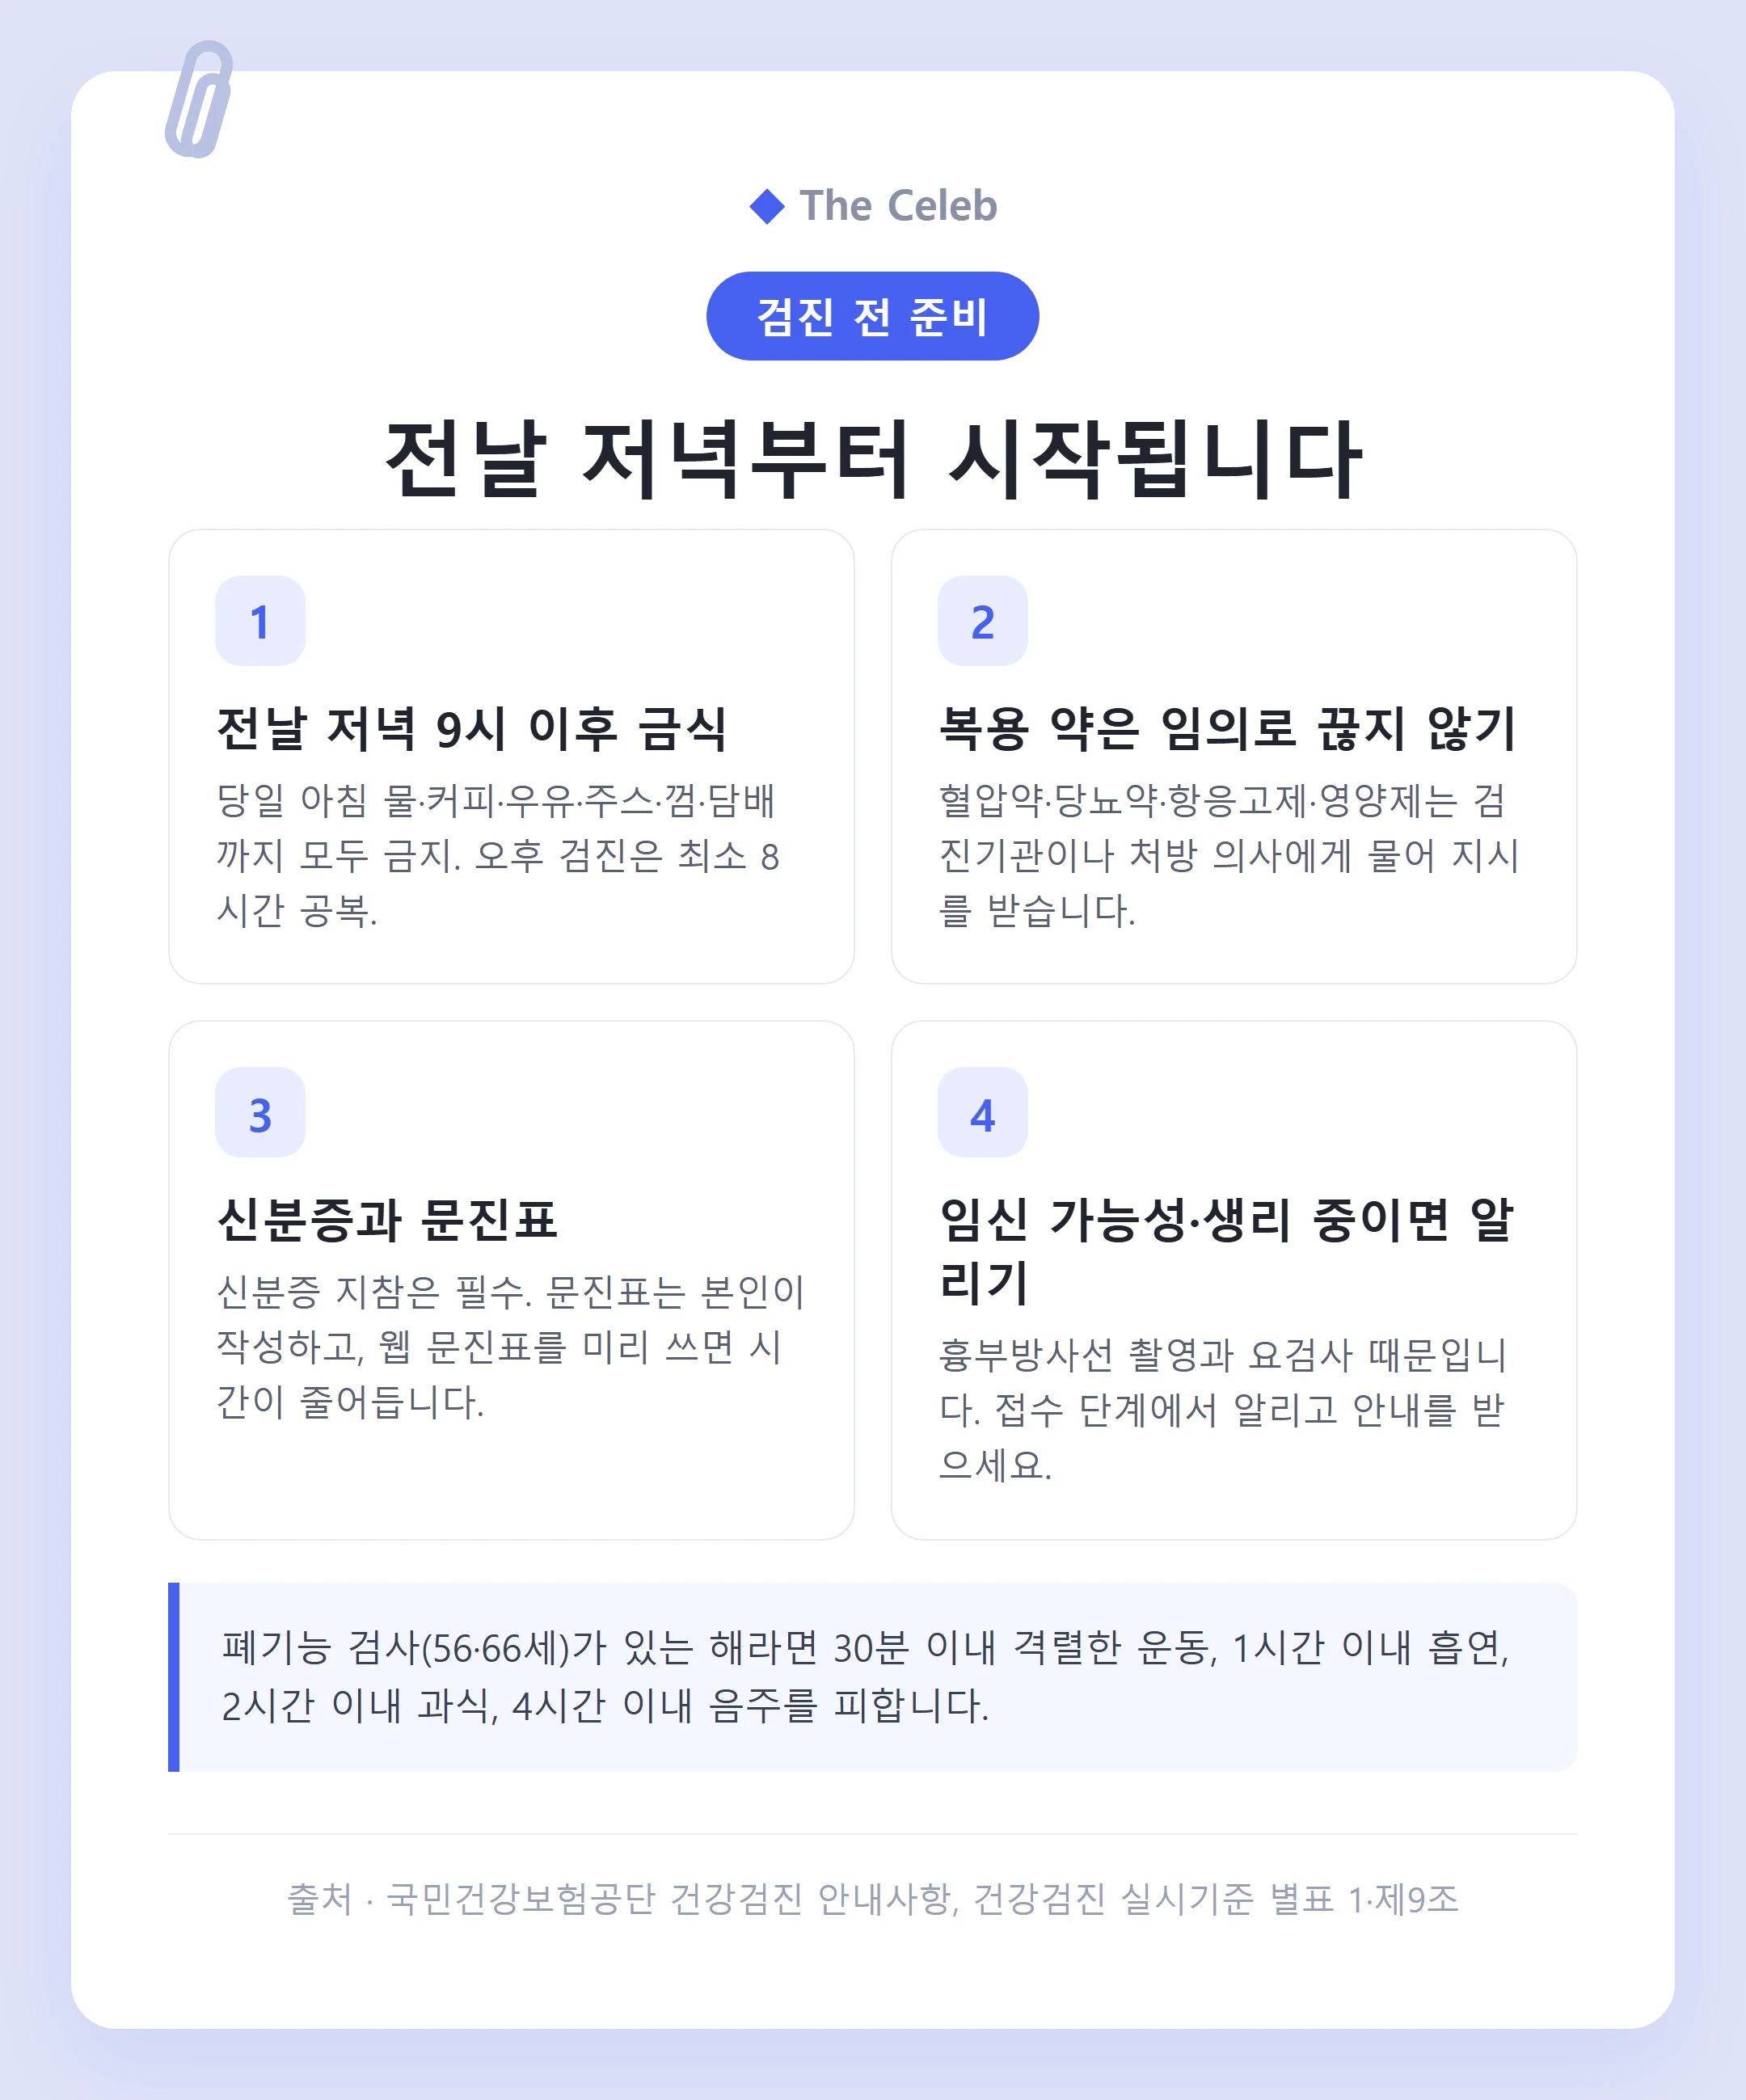 The Celeb
검진 전 준비
전날 저녁부터 시작됩니다
1
전날 저녁 9시 이후 금식
당일 아침 물·커피·우유·주스·껌·담배
까지 모두 금지. 오후 검진은 최소 8
시간 공복.
2
복용 약은 임의로 끊지 않기
혈압약·당뇨약·항응고제·영양제는 검
진기관이나 처방 의사에게 물어 지시
를 받습니다.
3
신분증과 문진표
신분증 지참은 필수. 문진표는 본인이
작성하고, 웹 문진표를 미리 쓰면 시
간이 줄어듭니다.
4
임신 가능성·생리 중이면 알
리기
흉부방사선 촬영과 요검사 때문입니
다. 접수 단계에서 알리고 안내를 받
으세요.
폐기능 검사(56·66세)가 있는 해라면 30분 이내 격렬한 운동, 1시간 이내 흡연,
2시간 이내 과식, 4시간 이내 음주를 피합니다.
출처 · 국민건강보험공단 건강검진 안내사항, 건강검진 실시기준 별표 1·제9조